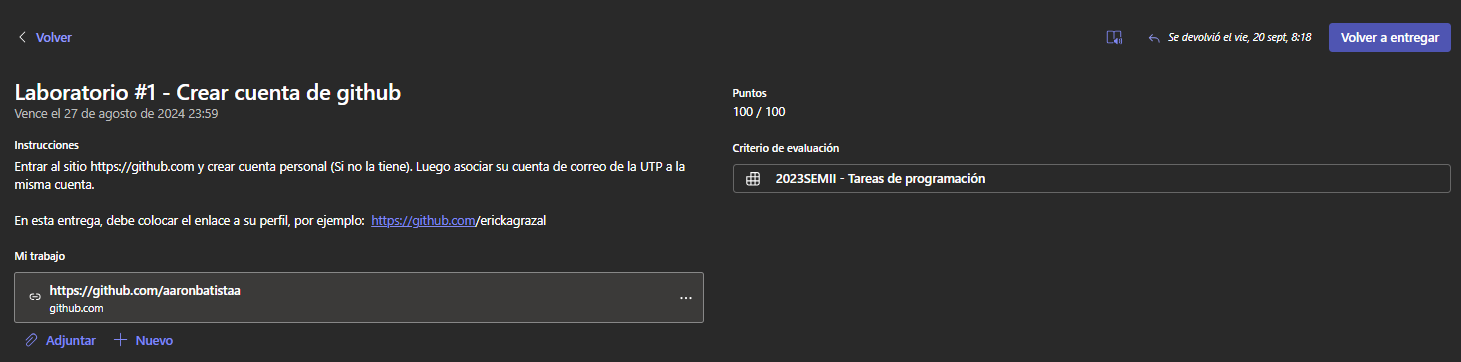 Volver
Se devolvió el vie, 20 sept, 8:18
Volver a entregar
Laboratorio #1 - Crear cuenta de github
Vence el 27 de agosto de 2024 23:59
Instrucciones
Entrar al sitio https://github.com y crear cuenta personal (Si no la tiene). Luego asociar su cuenta de correo de la UTP a la
misma cuenta.
En esta entrega, debe colocar el enlace a su perfil, por ejemplo: https://github.com/erickagrazal
Mi trabajo
https://github.com/aaronbatistaa
github.com
Adjuntar
Nuevo
Puntos
100 / 100
Criterio de evaluación
2023SEMII - Tareas de programación